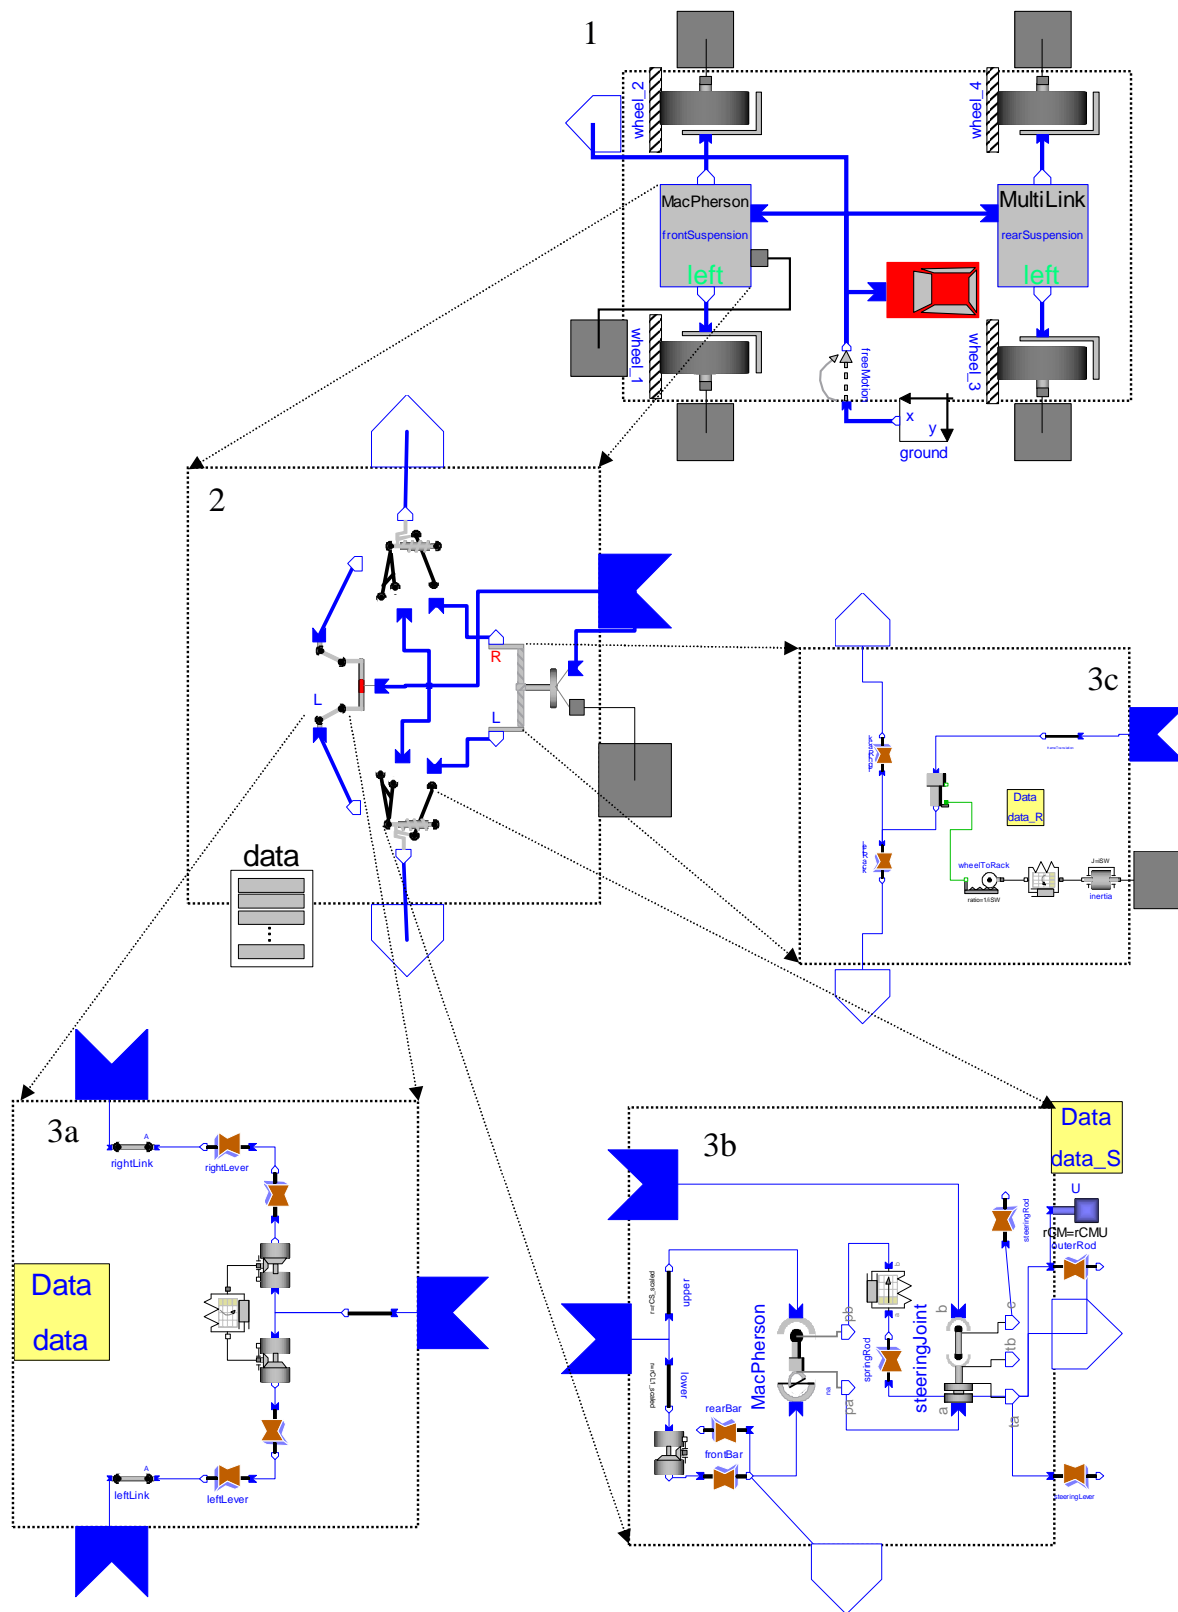 1
wheel_2
wheel_4
MacPherson
frontSuspension
left
MultiLink
rearSuspension
left
wheel_1
freeMotion
wheel_3
x
y
ground
2
R
L
L
data
3c
Data
data_R
wheelToRack
ratio=1/iSW
J=iSW
inertia
3a
A
rightLink
rightLever
Data
data
A
leftLink
leftLever
3b
Data
data_S
U
rCM=rCMU
outerRod
steeringRod
upper
lower
MacPherson
pb
pa
na
springRod
b
a
steeringJoint
b
a
c
tb
ta
rearBar
frontBar
steeringLever